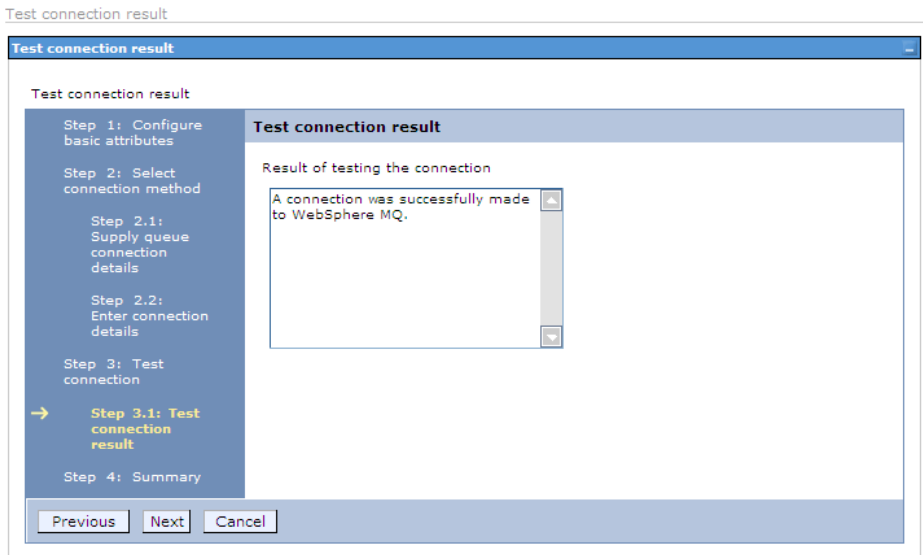 Test connection result
Test connection result
Test connection result
Step 1: Configure
basic attributes
Step 2: Select
connection method
Step 2.1:
Supply queue
connection
details
Step 2.2:
Enter connection
details
Step 3: Test
connection
Step 3.1: Test
connection
result
Step 4: Summary
Test connection result
Result of testing the connection
A connection was successfully made
to WebSphere MQ.
Previous
Next
Cancel